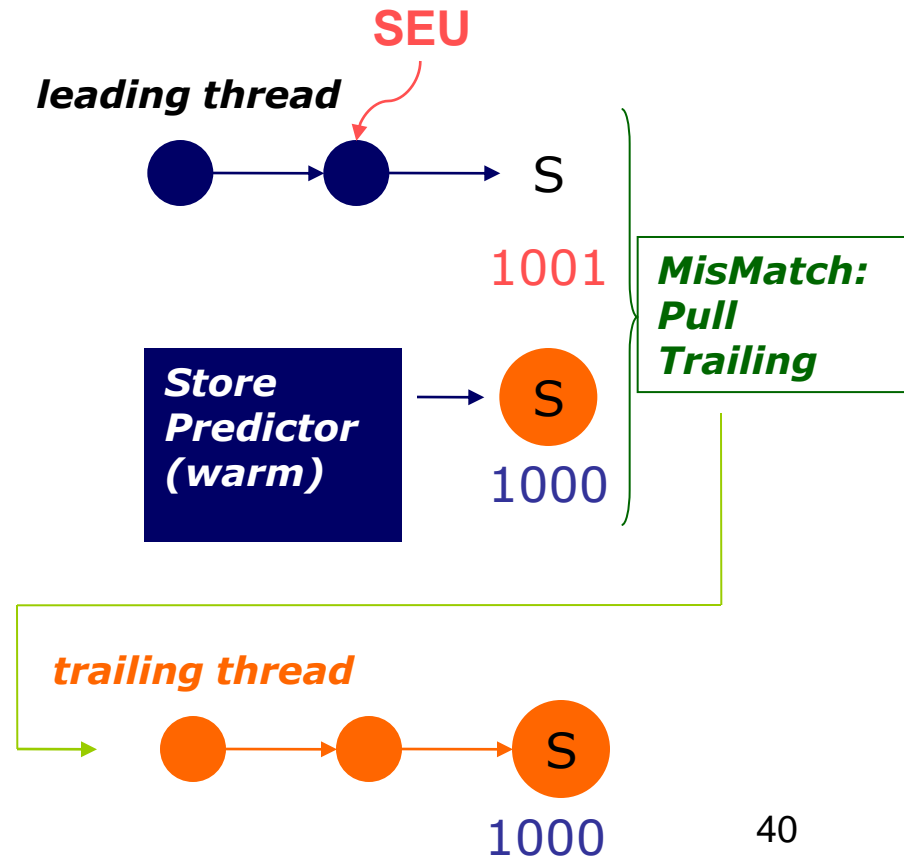 SEU
leading thread
S
1001
MisMatch:
Pull
Trailing
Store
Predictor
(warm)
S
1000
trailing thread
S
1000
40